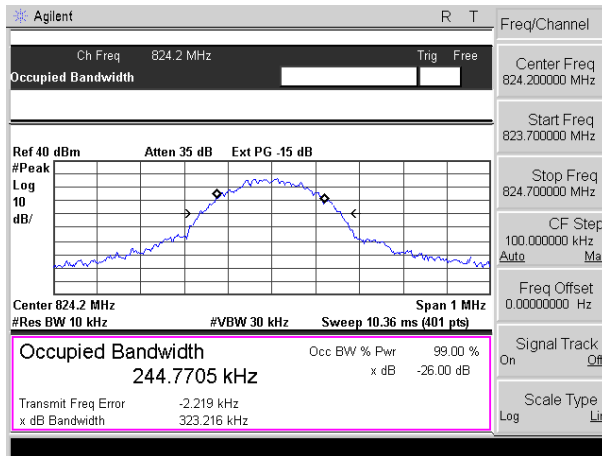 Agilent
R T
Freq/Channel
Ch Freq 824.2 MHz Trig Free
Occupied Bandwidth
Center Freq
824.200000 MHz
Start Freq
823.700000 MHz
Stop Freq
824.700000 MHz
CF Step
100.000000 kHz
Auto Ma
Freq Offset
0.00000000 Hz
Signal Track
On Off
Scale Type
Log Lin
Ref 40 dBm Atten 35 dB Ext PG -15 dB
#Peak
Log
10
dB/
Center 824.2 MHz Span 1 MHz
#Res BW 10 kHz #VBW 30 kHz Sweep 10.36 ms (401 pts)
Occupied Bandwidth
244.7705 kHz
Occ BW % Pwr 99.00 %
x dB -26.00 dB
Transmit Freq Error -2.219 kHz
x dB Bandwidth 323.216 kHz